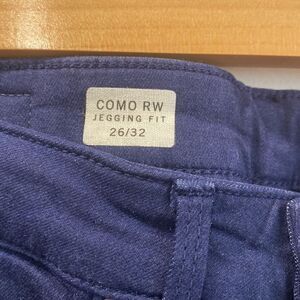 COMO RW
JEGGING FIT
26/32